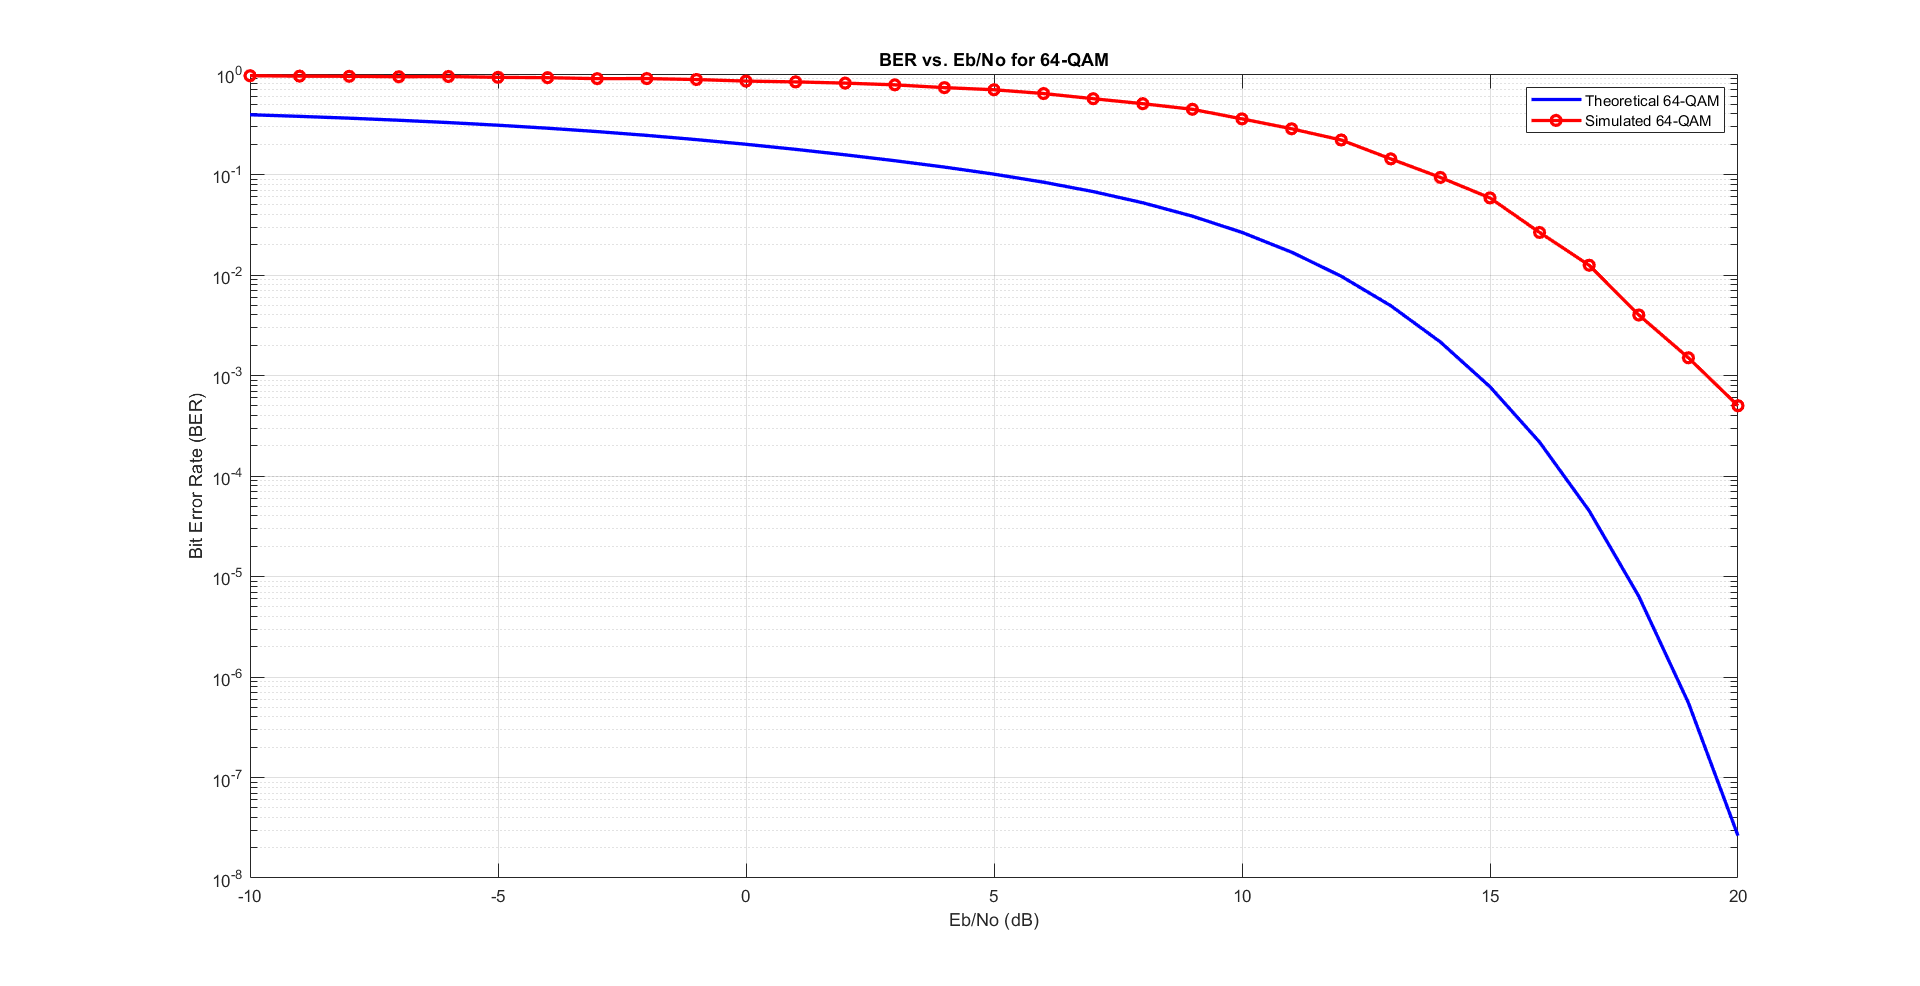 BER vs. Eb/No for 64-QAM
Theoretical 64-QAM
Simulated 64-QAM
Bit Error Rate (BER)
10^0
10^-1
10^-2
10^-3
10^-4
10^-5
10^-6
10^-7
10^-8
-10 -5 0 5 10 15 20
Eb/No (dB)